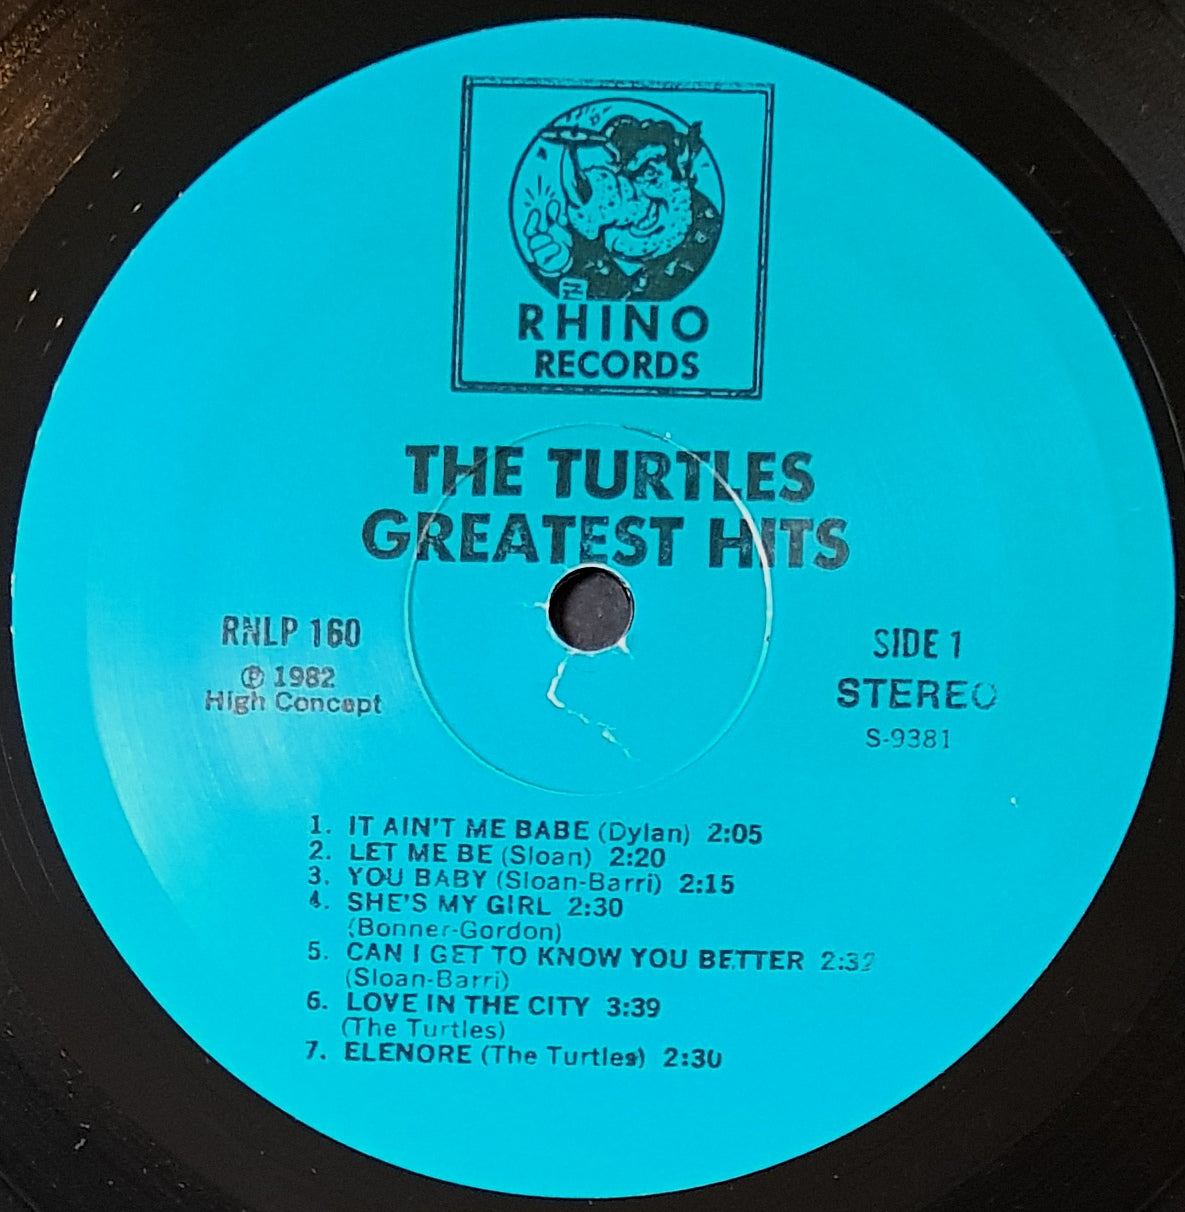 RHINO
RECORDS
THE TURTLES
GREATEST HITS
RNLP 160
℗ 1982
High Concept
SIDE 1
STEREO
S-9381
1. IT AIN'T ME BABE (Dylan) 2:05
2. LET ME BE (Sloan) 2:20
3. YOU BABY (Sloan-Barri) 2:15
4. SHE'S MY GIRL 2:30
(Bonner-Gordon)
5. CAN I GET TO KNOW YOU BETTER
(Sloan-Barri)
6. LOVE IN THE CITY 3:39
(The Turtles)
7. ELENORE (The Turtles) 2:30